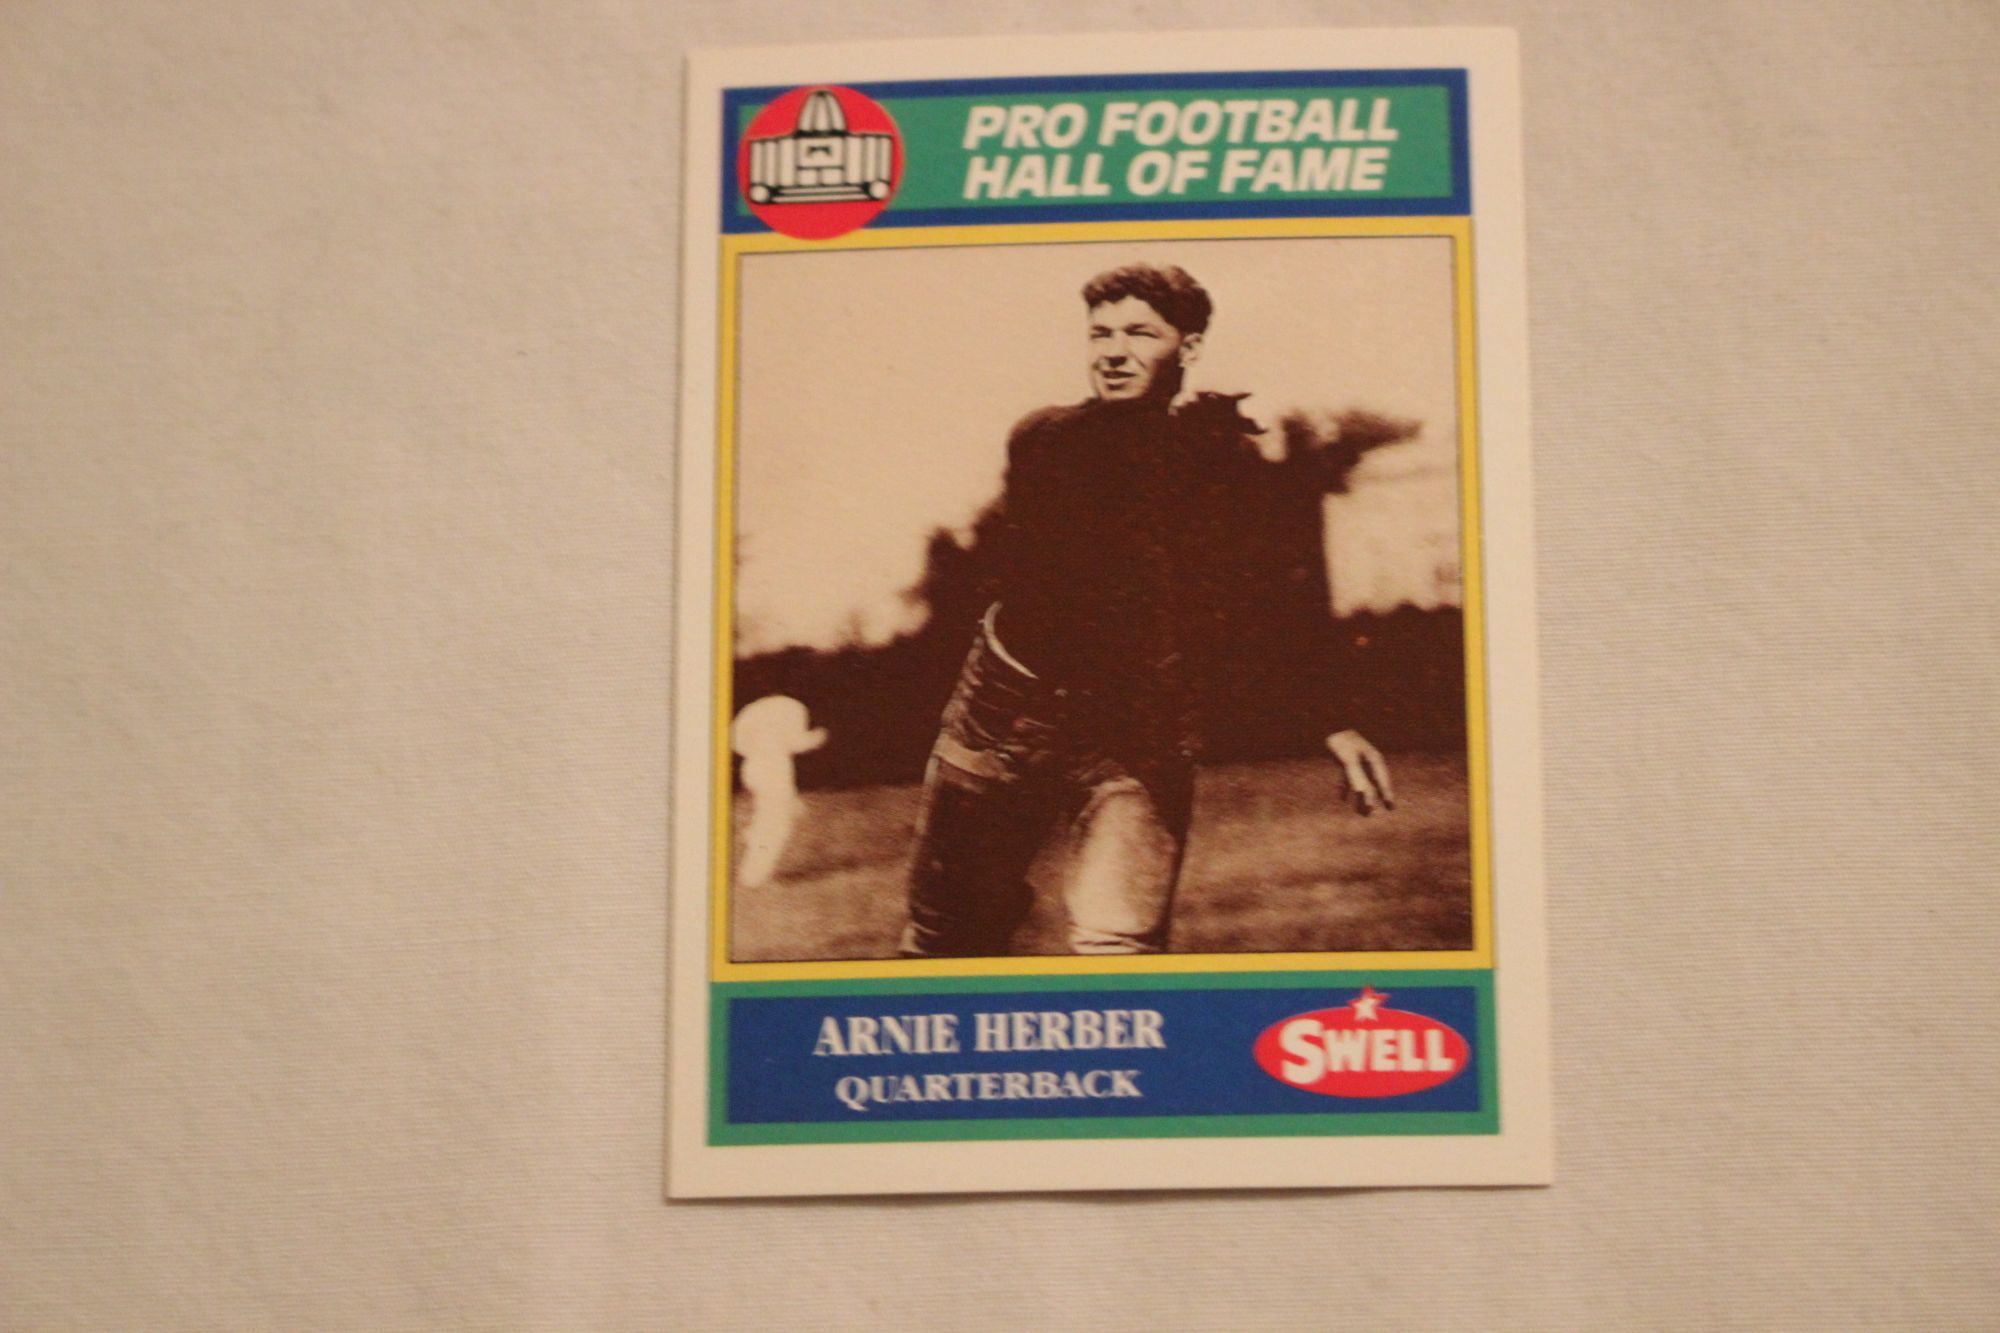 PRO FOOTBALL
HALL OF FAME
ARNIE HERBER
QUARTERBACK
SWELL